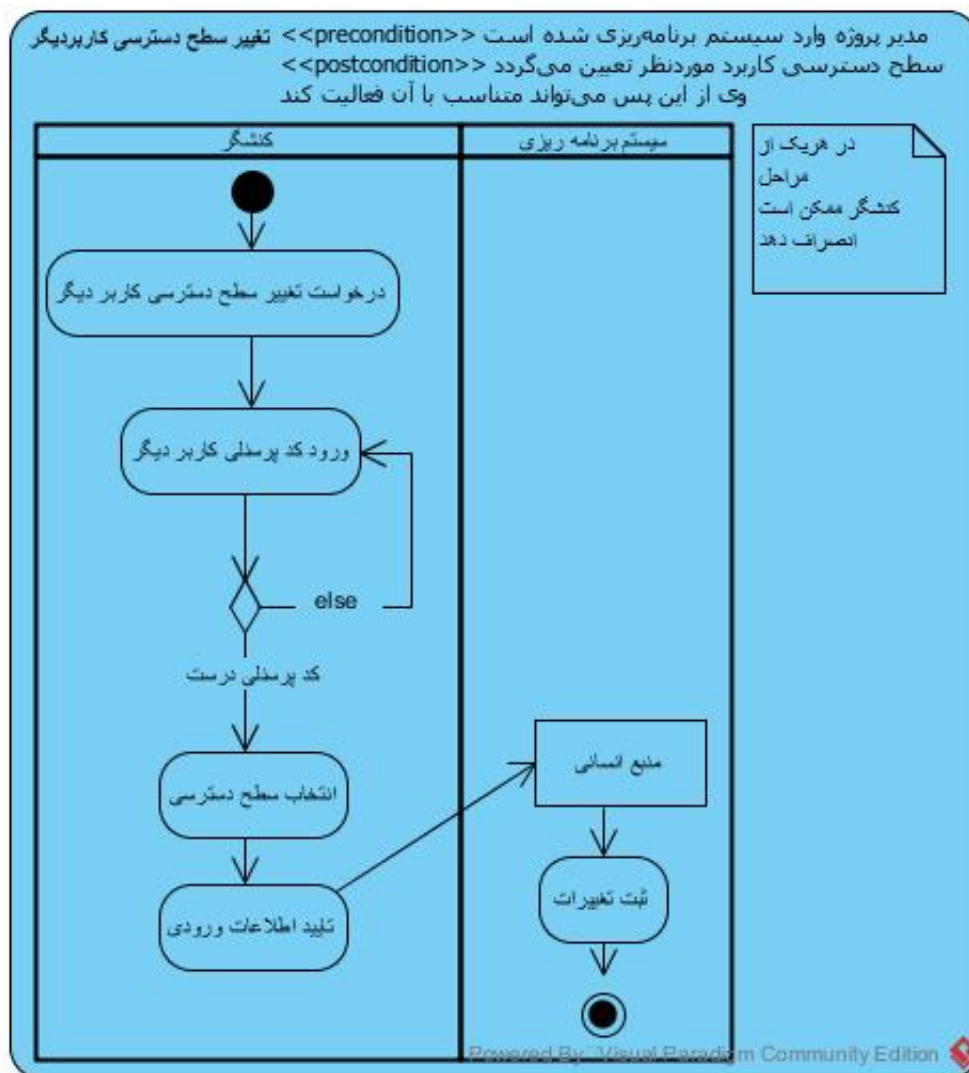 تغییر سطح دسترسی کاربردیگر <<precondition>> مدیر پروژه وارد سیستم برنامه‌ریزی شده است
<<postcondition>> سطح دسترسی کاربرد موردنظر تعیین می‌گردد
وی از این پس می‌تواند متناسب با آن فعالیت کند
کنشگر
سیستم برنامه ریزی
در هریک از
مراحل
کنشگر ممکن است
انصراف دهد
درخواست تغییر سطح دسترسی کاربر دیگر
ورود کد پرسنلی کاربر دیگر
else
کد پرسنلی درست
انتخاب سطح دسترسی
تایید اطلاعات ورودی
منبع انسانی
ثبت تغییرات
Powered By Visual Paradigm Community Edition